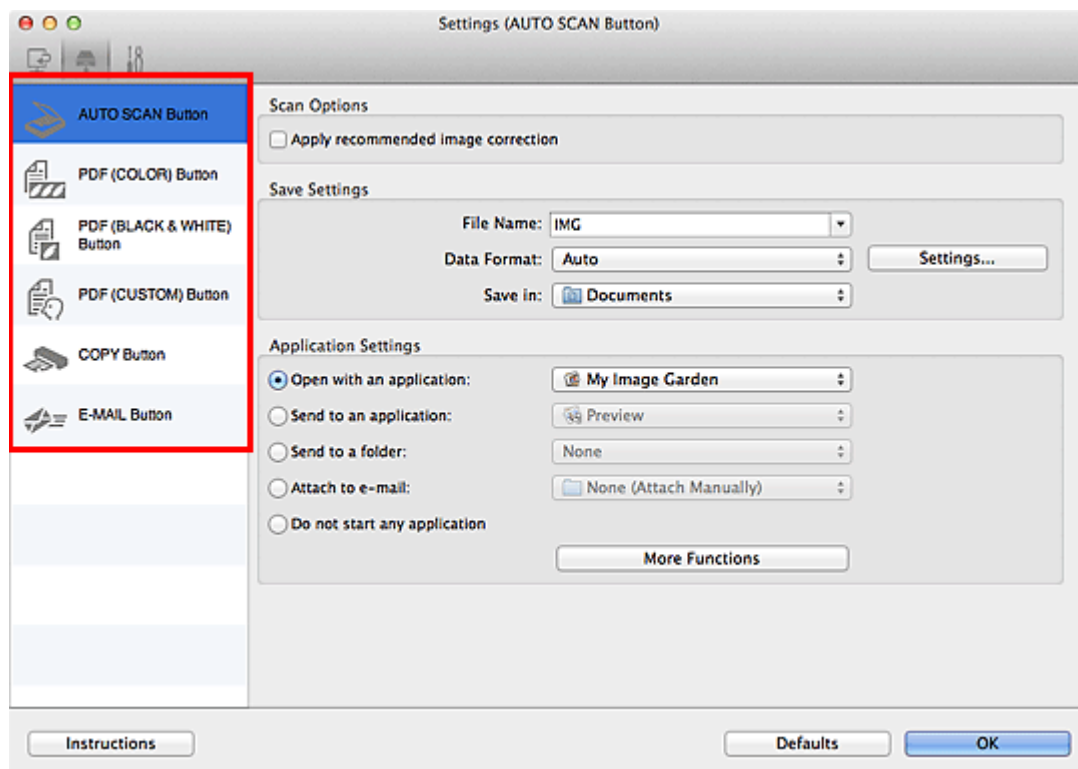 Settings (AUTO SCAN Button)
AUTO SCAN Button
PDF (COLOR) Button
PDF (BLACK & WHITE)
Button
PDF (CUSTOM) Button
COPY Button
E-MAIL Button
Scan Options
Apply recommended image correction
Save Settings
File Name: IMG
Data Format: Auto Settings...
Save in: Documents
Application Settings
Open with an application: My Image Garden
Send to an application: Preview
Send to a folder: None
Attach to e-mail: None (Attach Manually)
Do not start any application
More Functions
Instructions Defaults OK